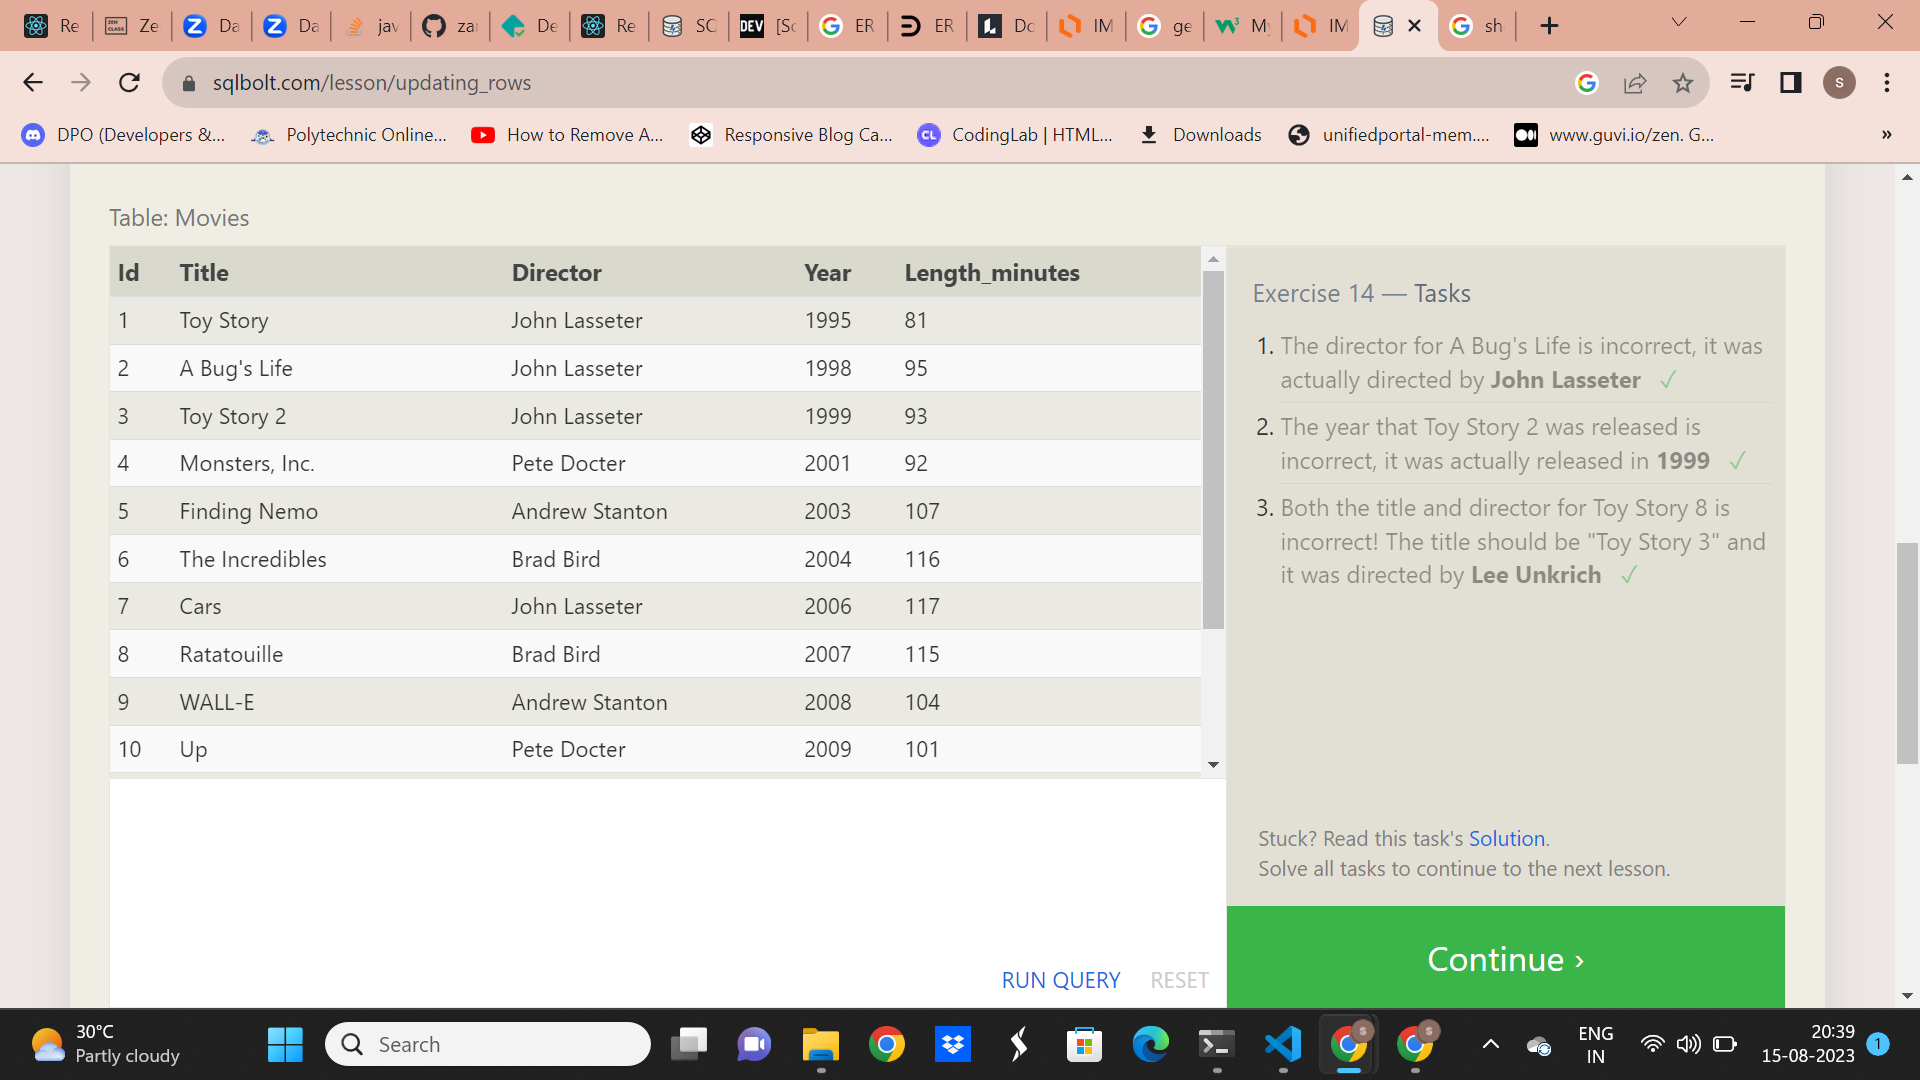 Re
Ze
Da
Da
jav
zar
De
Re
SC
[Sc
ER
ER
Do
IM
ge
My
IM
sh
sqlbolt.com/lesson/updating_rows
S
DPO (Developers &...
Polytechnic Online...
How to Remove A...
Responsive Blog Ca...
CodingLab | HTML...
Downloads
unifiedportal-mem....
www.guvi.io/zen. G...
»
Table: Movies
Id Title Director Year Length_minutes
1 Toy Story John Lasseter 1995 81
2 A Bug's Life John Lasseter 1998 95
3 Toy Story 2 John Lasseter 1999 93
4 Monsters, Inc. Pete Docter 2001 92
5 Finding Nemo Andrew Stanton 2003 107
6 The Incredibles Brad Bird 2004 116
7 Cars John Lasseter 2006 117
8 Ratatouille Brad Bird 2007 115
9 WALL-E Andrew Stanton 2008 104
10 Up Pete Docter 2009 101
RUN QUERY RESET
Exercise 14 — Tasks
1. The director for A Bug's Life is incorrect, it was
actually directed by John Lasseter ✓
2. The year that Toy Story 2 was released is
incorrect, it was actually released in 1999 ✓
3. Both the title and director for Toy Story 8 is
incorrect! The title should be "Toy Story 3" and
it was directed by Lee Unkrich ✓
Stuck? Read this task's Solution.
Solve all tasks to continue to the next lesson.
Continue ›
30°C
Partly cloudy
Search
ENG
IN
20:39
15-08-2023
1